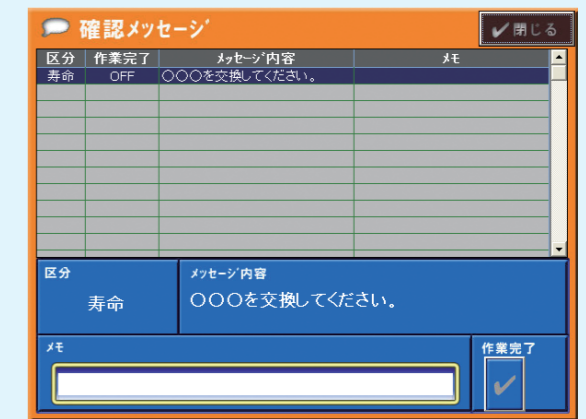 確認メッセージ
閉じる
区分 作業完了 メッセージ内容 メモ
寿命 OFF 〇〇〇を交換してください。
区分
寿命
メッセージ内容
〇〇〇を交換してください。
メモ
作業完了